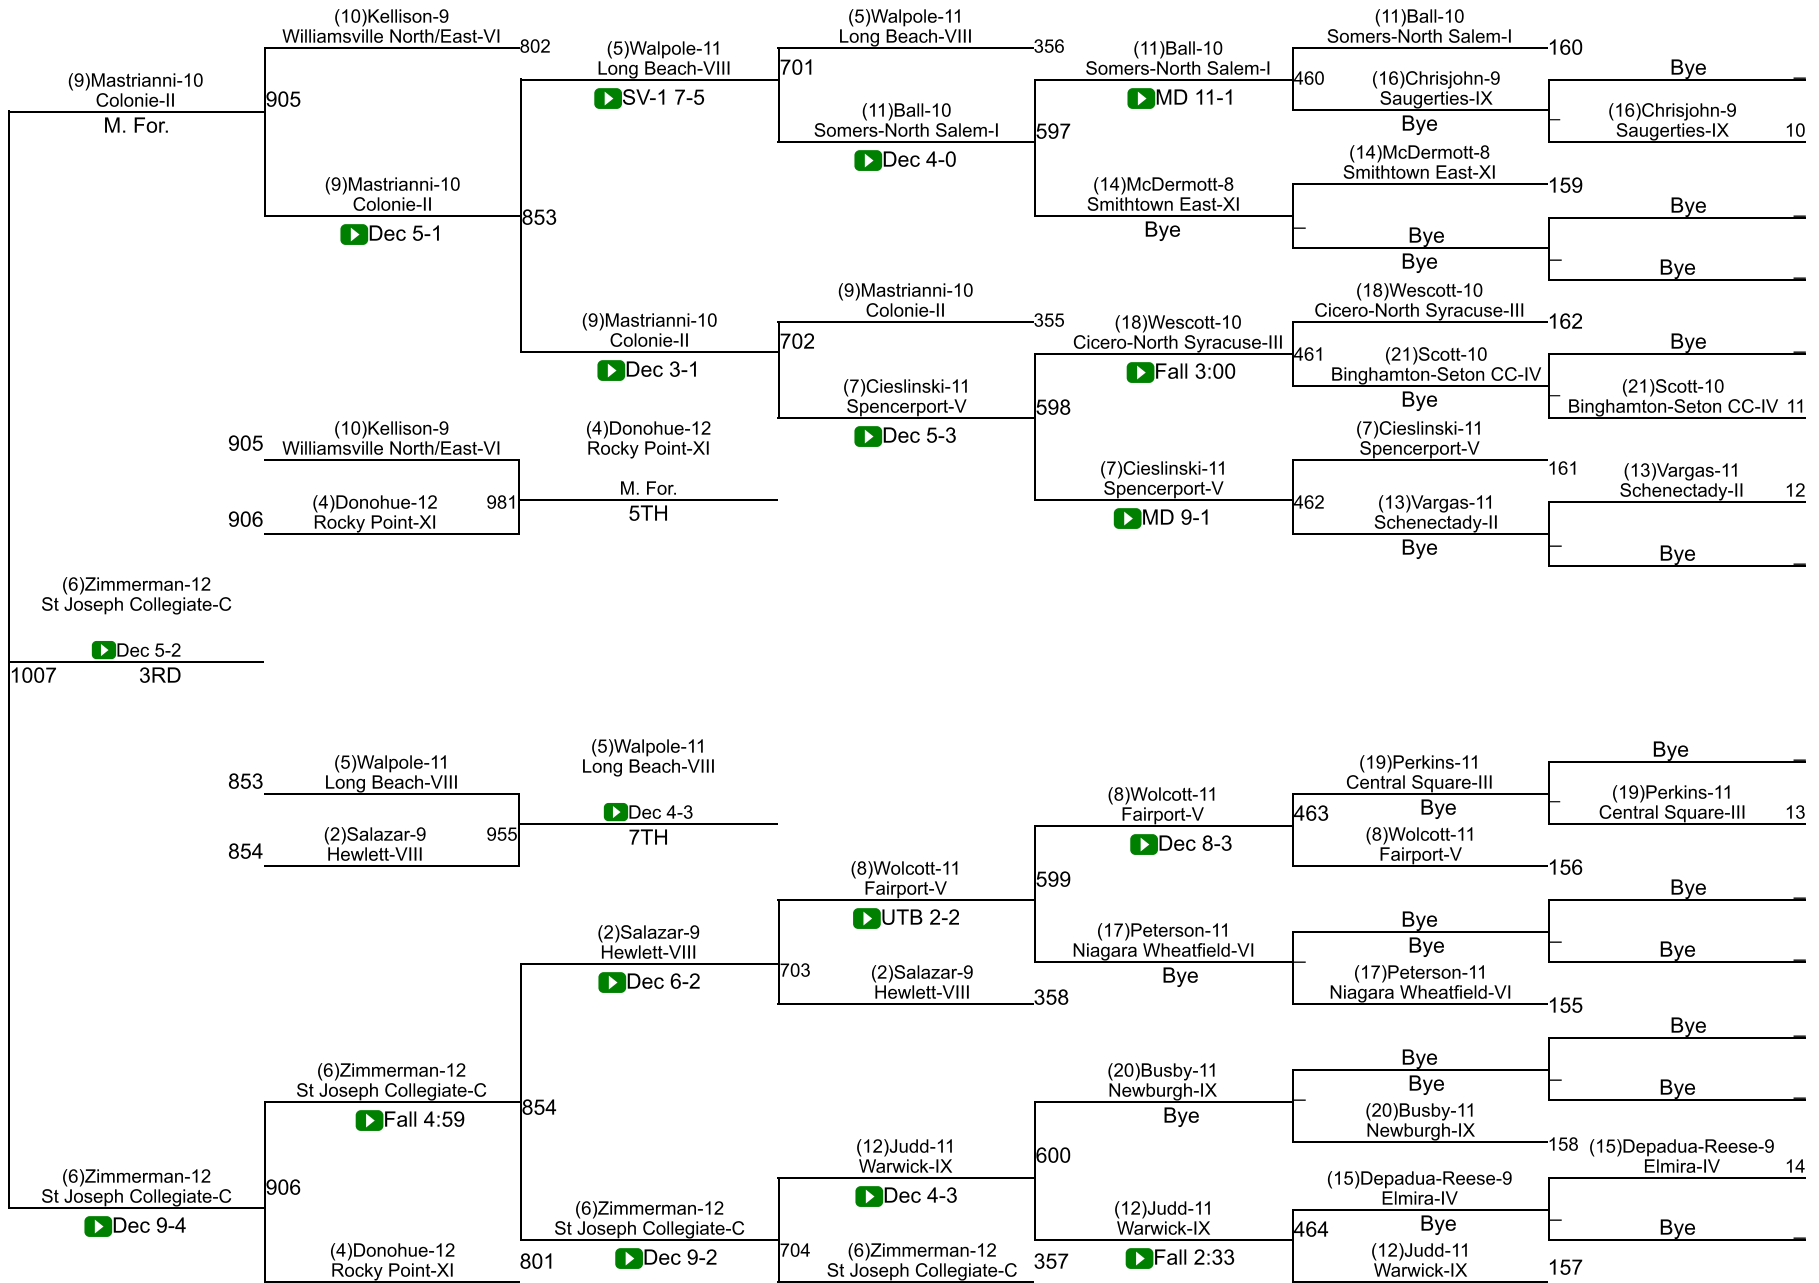 (10)Kellison-9
Williamsville North/East-VI
802
(9)Mastrianni-10
Colonie-II
M. For.
905
(9)Mastrianni-10
Colonie-II
Dec 5-1
853
(5)Walpole-11
Long Beach-VIII
SV-1 7-5
701
(5)Walpole-11
Long Beach-VIII
356
(11)Ball-10
Somers-North Salem-I
Dec 4-0
597
(11)Ball-10
Somers-North Salem-I
MD 11-1
460
(11)Ball-10
Somers-North Salem-I
160
(16)Chrisjohn-9
Saugerties-IX
Bye
Bye
(16)Chrisjohn-9
Saugerties-IX
10
(14)McDermott-8
Smithtown East-XI
Bye
(14)McDermott-8
Smithtown East-XI
159
Bye
Bye
Bye
Bye
(9)Mastrianni-10
Colonie-II
Dec 3-1
702
(9)Mastrianni-10
Colonie-II
355
(7)Cieslinski-11
Spencerport-V
Dec 5-3
598
(18)Wescott-10
Cicero-North Syracuse-III
Fall 3:00
461
(18)Wescott-10
Cicero-North Syracuse-III
162
(21)Scott-10
Binghamton-Seton CC-IV
Bye
Bye
(21)Scott-10
Binghamton-Seton CC-IV
11
(7)Cieslinski-11
Spencerport-V
MD 9-1
462
(7)Cieslinski-11
Spencerport-V
161
(13)Vargas-11
Schenectady-II
Bye
(13)Vargas-11
Schenectady-II
12
Bye
905
(10)Kellison-9
Williamsville North/East-VI
906
(4)Donohue-12
Rocky Point-XI
981
(4)Donohue-12
Rocky Point-XI
M. For.
5TH
(6)Zimmerman-12
St Joseph Collegiate-C
Dec 5-2
1007
3RD
853
(5)Walpole-11
Long Beach-VIII
854
(2)Salazar-9
Hewlett-VIII
955
(5)Walpole-11
Long Beach-VIII
Dec 4-3
7TH
(6)Zimmerman-12
St Joseph Collegiate-C
Dec 9-4
906
(6)Zimmerman-12
St Joseph Collegiate-C
Fall 4:59
854
(4)Donohue-12
Rocky Point-XI
801
(2)Salazar-9
Hewlett-VIII
Dec 6-2
703
(8)Wolcott-11
Fairport-V
UTB 2-2
599
(2)Salazar-9
Hewlett-VIII
358
(8)Wolcott-11
Fairport-V
Dec 8-3
463
(19)Perkins-11
Central Square-III
Bye
Bye
(19)Perkins-11
Central Square-III
13
(8)Wolcott-11
Fairport-V
156
(17)Peterson-11
Niagara Wheatfield-VI
Bye
Bye
Bye
Bye
Bye
(17)Peterson-11
Niagara Wheatfield-VI
155
(6)Zimmerman-12
St Joseph Collegiate-C
Dec 9-2
704
(12)Judd-11
Warwick-IX
Dec 4-3
600
(6)Zimmerman-12
St Joseph Collegiate-C
357
(20)Busby-11
Newburgh-IX
Bye
Bye
Bye
Bye
Bye
(20)Busby-11
Newburgh-IX
158
(12)Judd-11
Warwick-IX
Fall 2:33
464
(15)Depadua-Reese-9
Elmira-IV
Bye
(15)Depadua-Reese-9
Elmira-IV
14
Bye
(12)Judd-11
Warwick-IX
157